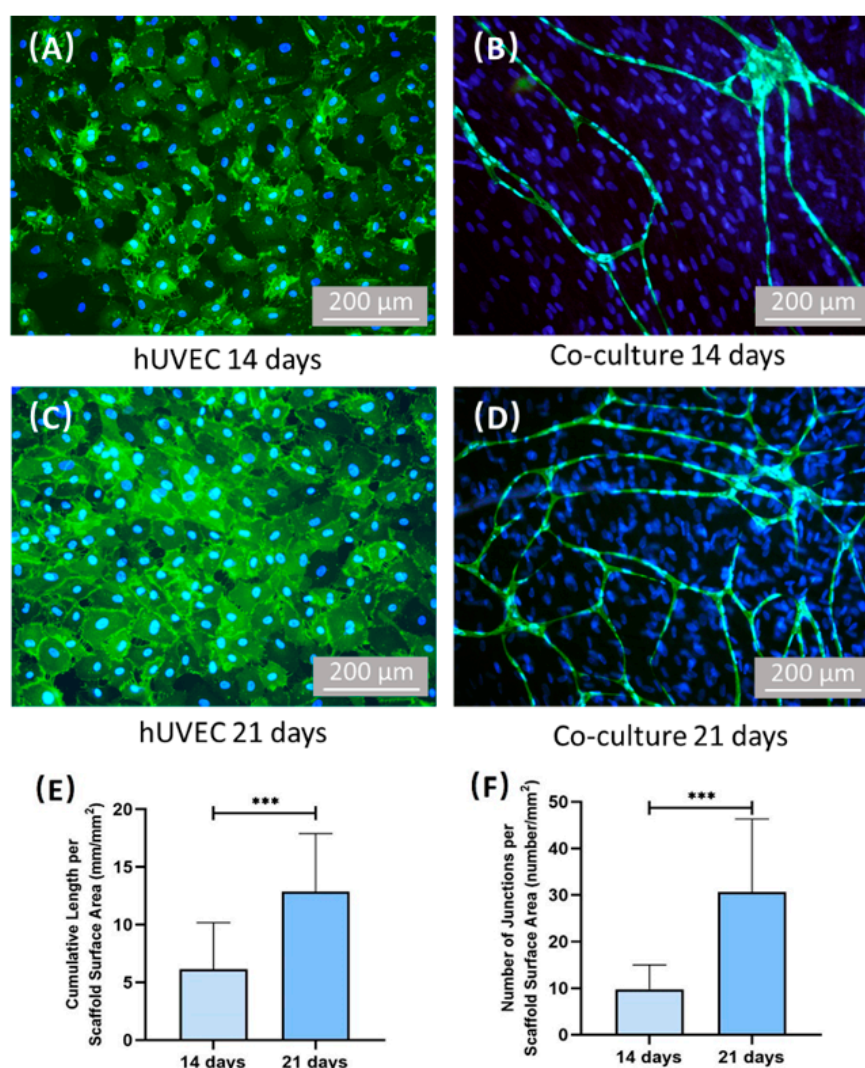 (A)
200 µm
hUVEC 14 days
(B)
200 µm
Co-culture 14 days
(C)
200 µm
hUVEC 21 days
(D)
200 µm
Co-culture 21 days
(E)
Cumulative Length per
Scaffold Surface Area (mm/mm²)
20
15
10
5
0
***
14 days
21 days
(F)
Number of Junctions per
Scaffold Surface Area (number/mm²)
50
40
30
20
10
0
***
14 days
21 days